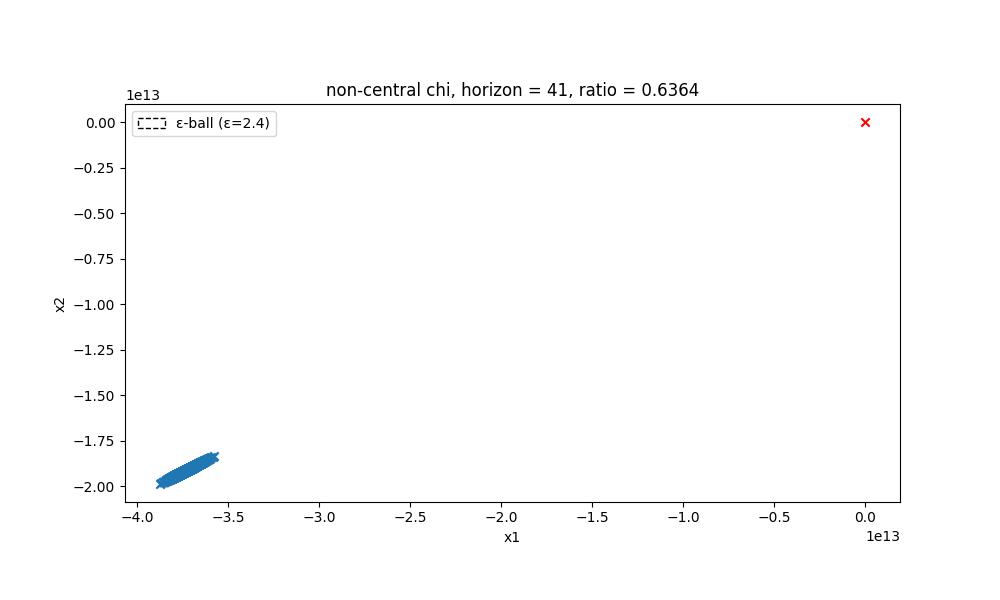 non-central chi, horizon = 41, ratio = 0.6364
1e13
ε-ball (ε=2.4)
0.00
−0.25
−0.50
−0.75
−1.00
−1.25
−1.50
−1.75
−2.00
x2
−4.0 −3.5 −3.0 −2.5 −2.0 −1.5 −1.0 −0.5 0.0
x1
1e13